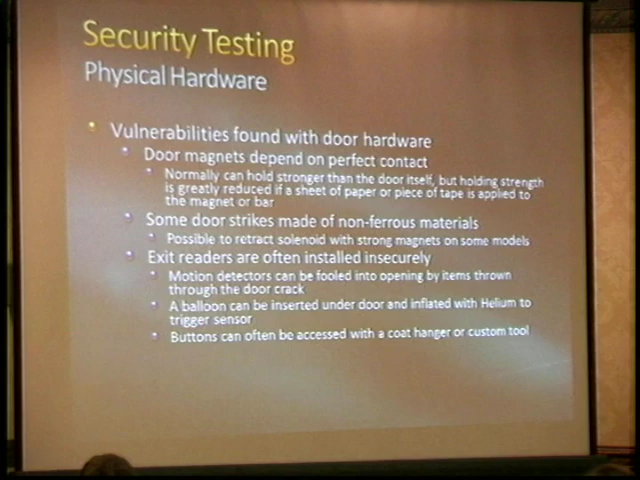 Security Testing
Physical Hardware
Vulnerabilities found with door hardware
Door magnets depend on perfect contact
Normally can hold stronger than the door itself, but holding strength
is greatly reduced if a sheet of paper or piece of tape is applied to
the magnet or bar
Some door strikes made of non-ferrous materials
Possible to retract solenoid with strong magnets on some models
Exit readers are often installed insecurely
Motion detectors can be fooled into opening by items thrown
through the door crack
A balloon can be inserted under door and inflated with Helium to
trigger sensor
Buttons can often be accessed with a coat hanger or custom tool